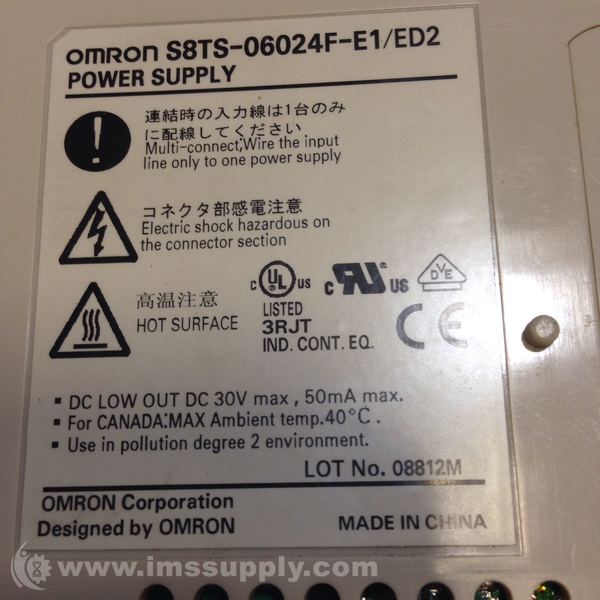 OMRON S8TS-06024F-E1/ED2
POWER SUPPLY
連結時の入力線は1台のみ
に配線してください
Multi-connect;Wire the input
line only to one power supply
コネクタ部感電注意
Electric shock hazardous on
the connector section
高温注意
HOT SURFACE
C UL US
LISTED
3RJT
IND. CONT. EQ.
C RU US
DVE
CE
▪ DC LOW OUT DC 30V max , 50mA max.
▪ For CANADA:MAX Ambient temp.40℃ .
▪ Use in pollution degree 2 environment.
LOT No. 08812M
OMRON Corporation
Designed by OMRON
MADE IN CHINA
www.imssupply.com